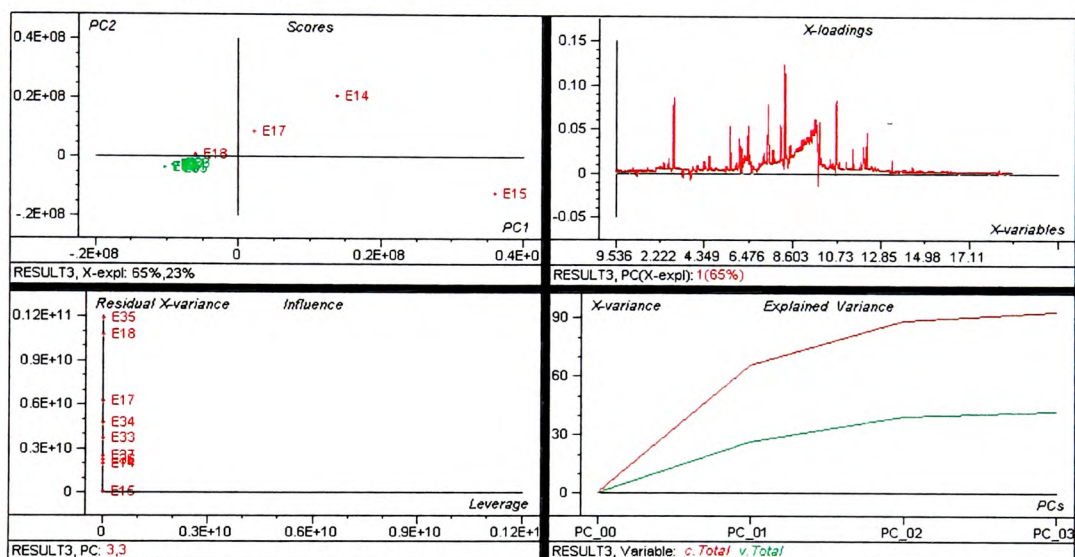 PC2 Scores
0.4E+08
0.2E+08
0
-.2E+08
E14
E17
E18
E15
PC1
-.2E+08 0 0.2E+08 0.4E+0
RESULT3, X-expl: 65%,23%
X-loadings
0.15
0.10
0.05
0
-0.05
X-variables
9.536 2.222 4.349 6.476 8.603 10.73 12.85 14.98 17.11
RESULT3, PC(X-expl): 1(65%)
Residual X-variance Influence
0.12E+11
0.9E+10
0.6E+10
0.3E+10
0
E35
E18
E17
E34
E33
E15
Leverage
0 0.3E+10 0.6E+10 0.9E+10 0.12E+1
RESULT3, PC: 3,3
X-variance Explained Variance
90
60
30
0
PCs
PC_00 PC_01 PC_02 PC_03
RESULT3, Variable: c.Total v.Total